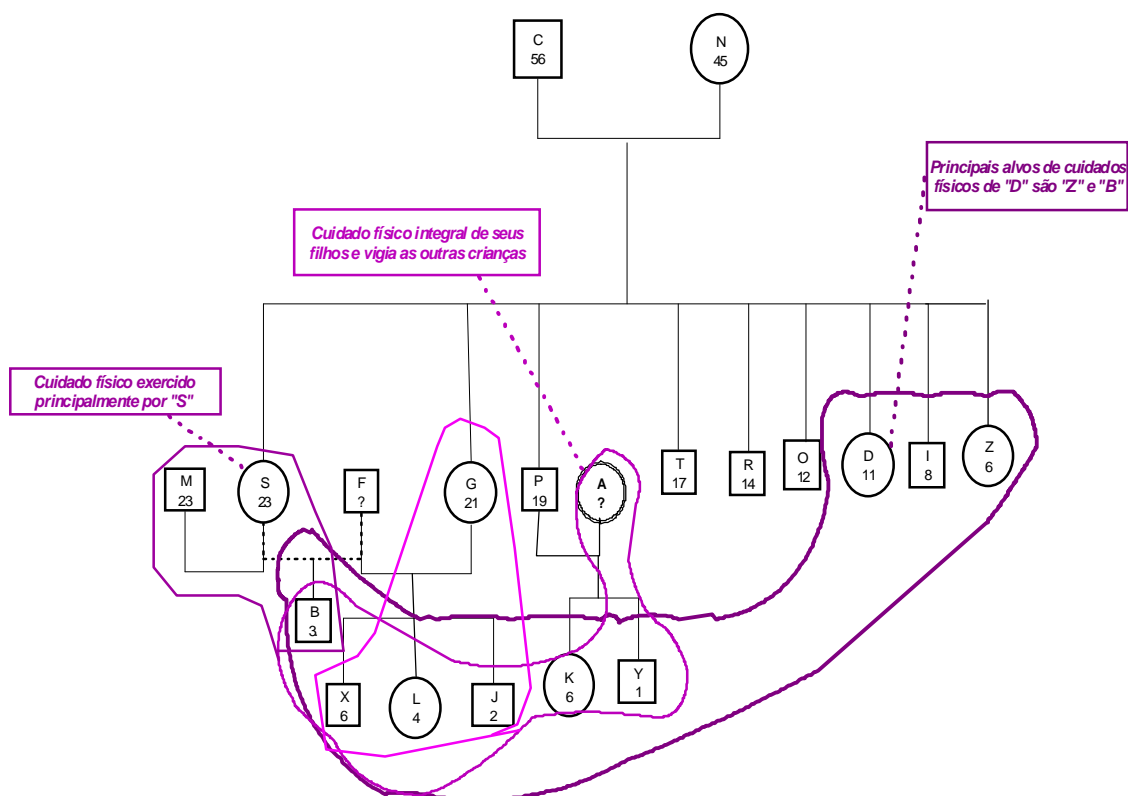 C
56
N
45
Principais alvos de cuidados
físicos de "D" são "Z" e "B"
Cuidado físico integral de seus
filhos e vigia as outras crianças
Cuidado físico exercido
principalmente por "S"
M
23
S
23
F
?
G
21
P
19
A
?
T
17
R
14
O
12
D
11
I
8
Z
6
B
3
X
6
L
4
J
2
K
6
Y
1